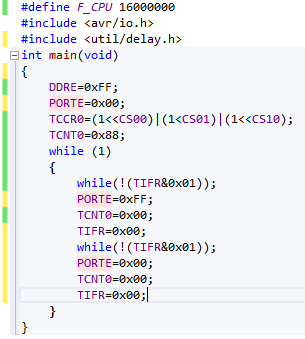 #define F_CPU 16000000
#include <avr/io.h>
#include <util/delay.h>
int main(void)
{
DDRE=0xFF;
PORTE=0x00;
TCCR0=(1<<CS00)|(1<CS01)|(1<<CS10);
TCNT0=0x88;
while (1)
{
while(!(TIFR&0x01));
PORTE=0xFF;
TCNT0=0x00;
TIFR=0x00;
while(!(TIFR&0x01));
PORTE=0x00;
TCNT0=0x00;
TIFR=0x00;
}
}